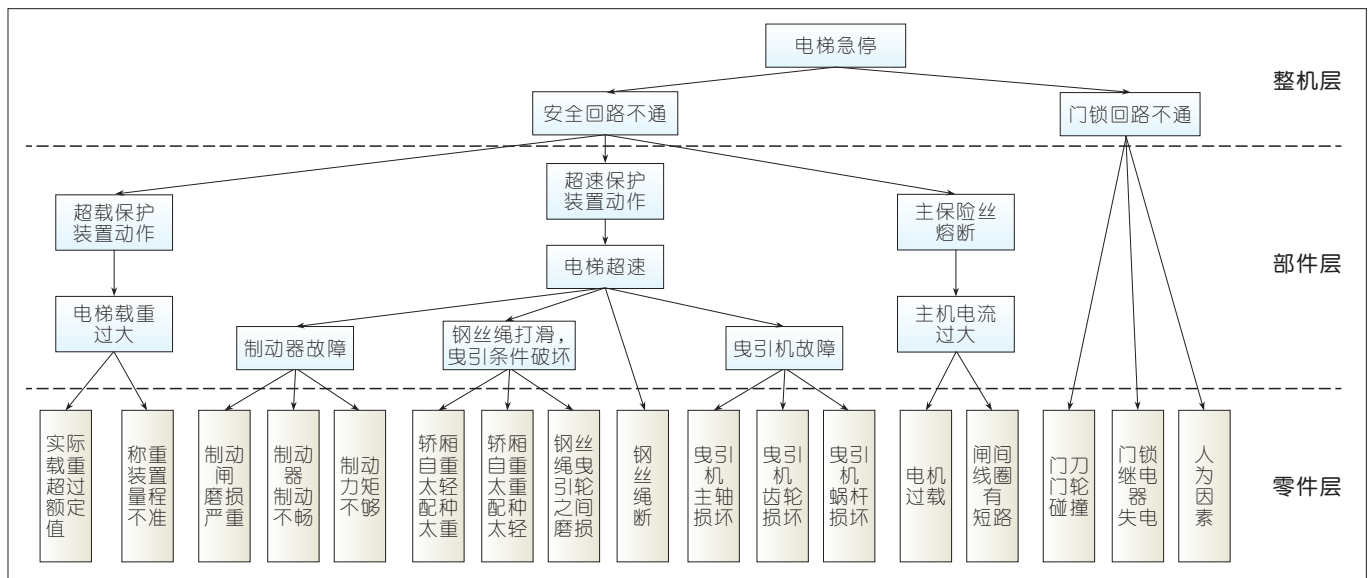 电梯急停
整机层
安全回路不通
门锁回路不通
超载保护
装置动作
超速保护
装置动作
主保险丝
熔断
电梯超速
部件层
电梯载重
过大
制动器故障
钢丝绳打滑，
曳引条件破坏
曳引机故障
主机电流
过大
实际
载重
超过
额定
值
称重
装置
量程
不准
制动
闸
磨损
严重
制动
器
制动
不畅
制动
力矩
不够
轿厢
自重
太轻
配种
太重
轿厢
自重
太重
配种
太轻
钢丝
绳曳
引轮
之间
磨损
钢
丝
绳
断
曳引
机
主轴
损坏
曳引
机
齿轮
损坏
曳引
机
蜗杆
损坏
电机
过载
闸间
线圈
有
短路
门刀
门轮
碰撞
门锁
继电
器
失电
人
为
因
素
零件层